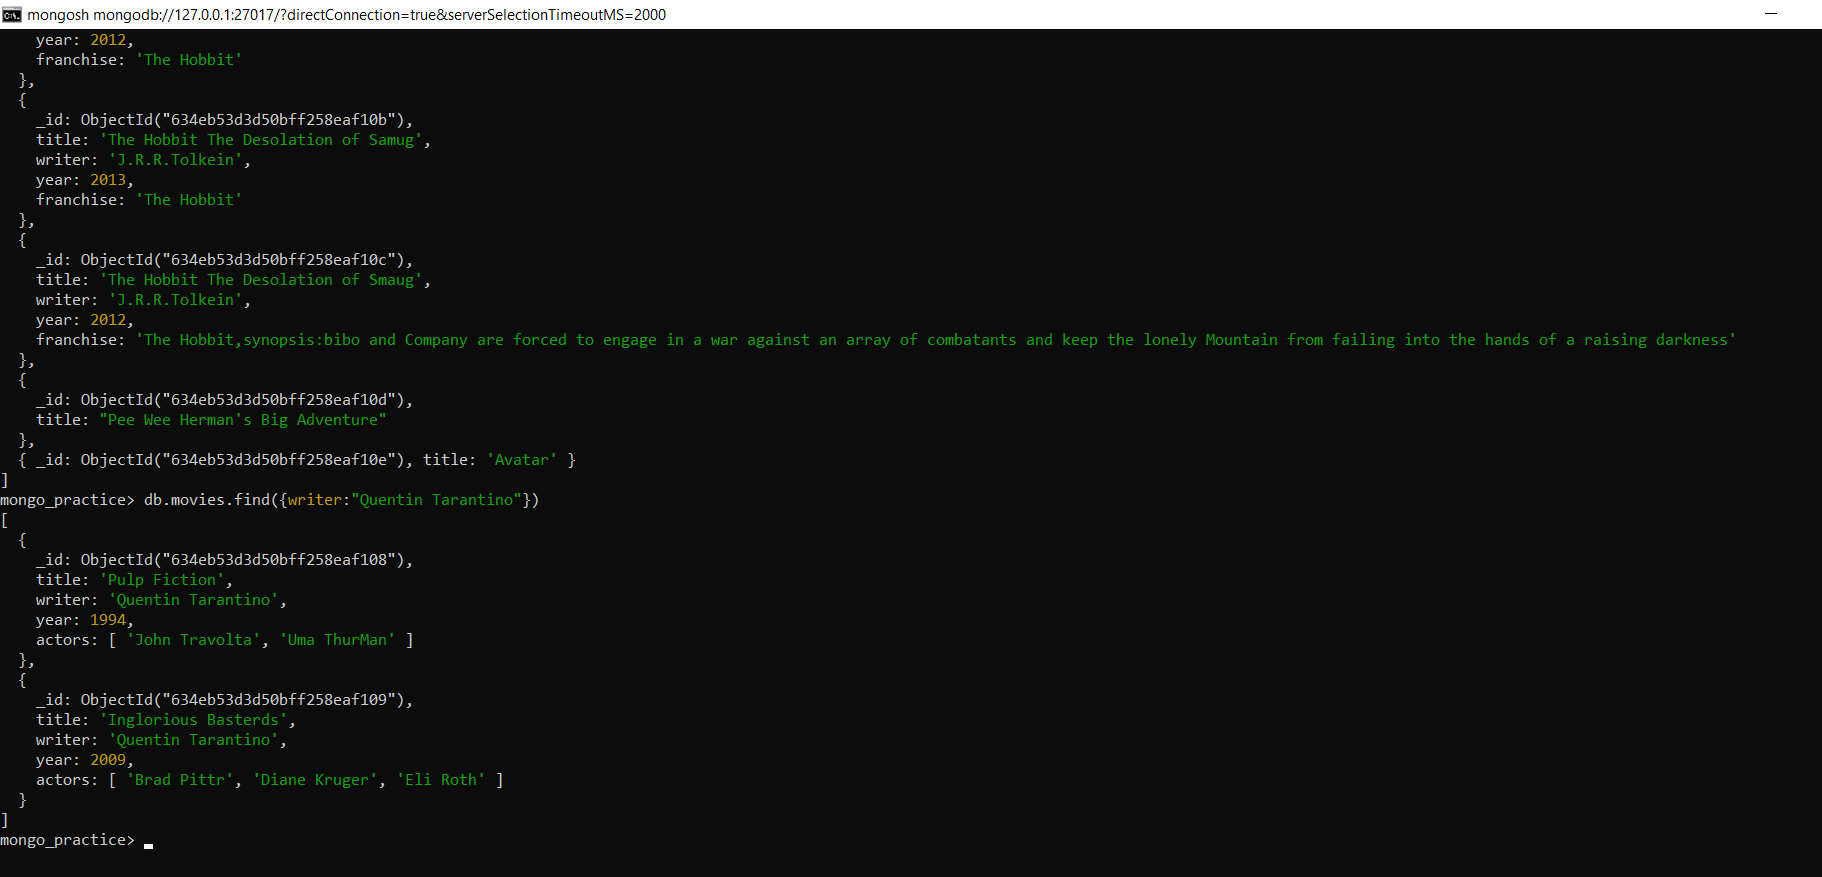 mongosh mongodb://127.0.0.1:27017/?directConnection=true&serverSelectionTimeoutMS=2000
    year: 2012,
    franchise: 'The Hobbit'
  },
  {
    _id: ObjectId("634eb53d3d50bff258eaf10b"),
    title: 'The Hobbit The Desolation of Samug',
    writer: 'J.R.R.Tolkein',
    year: 2013,
    franchise: 'The Hobbit'
  },
  {
    _id: ObjectId("634eb53d3d50bff258eaf10c"),
    title: 'The Hobbit The Desolation of Smaug',
    writer: 'J.R.R.Tolkein',
    year: 2012,
    franchise: 'The Hobbit,synopsis:bibo and Company are forced to engage in a war against an array of combatants and keep the lonely Mountain from failing into the hands of a raising darkness'
  },
  {
    _id: ObjectId("634eb53d3d50bff258eaf10d"),
    title: "Pee Wee Herman's Big Adventure"
  },
  { _id: ObjectId("634eb53d3d50bff258eaf10e"), title: 'Avatar' }
]
mongo_practice> db.movies.find({writer:"Quentin Tarantino"})
[
  {
    _id: ObjectId("634eb53d3d50bff258eaf108"),
    title: 'Pulp Fiction',
    writer: 'Quentin Tarantino',
    year: 1994,
    actors: [ 'John Travolta', 'Uma ThurMan' ]
  },
  {
    _id: ObjectId("634eb53d3d50bff258eaf109"),
    title: 'Inglorious Basterds',
    writer: 'Quentin Tarantino',
    year: 2009,
    actors: [ 'Brad Pittr', 'Diane Kruger', 'Eli Roth' ]
  }
]
mongo_practice>